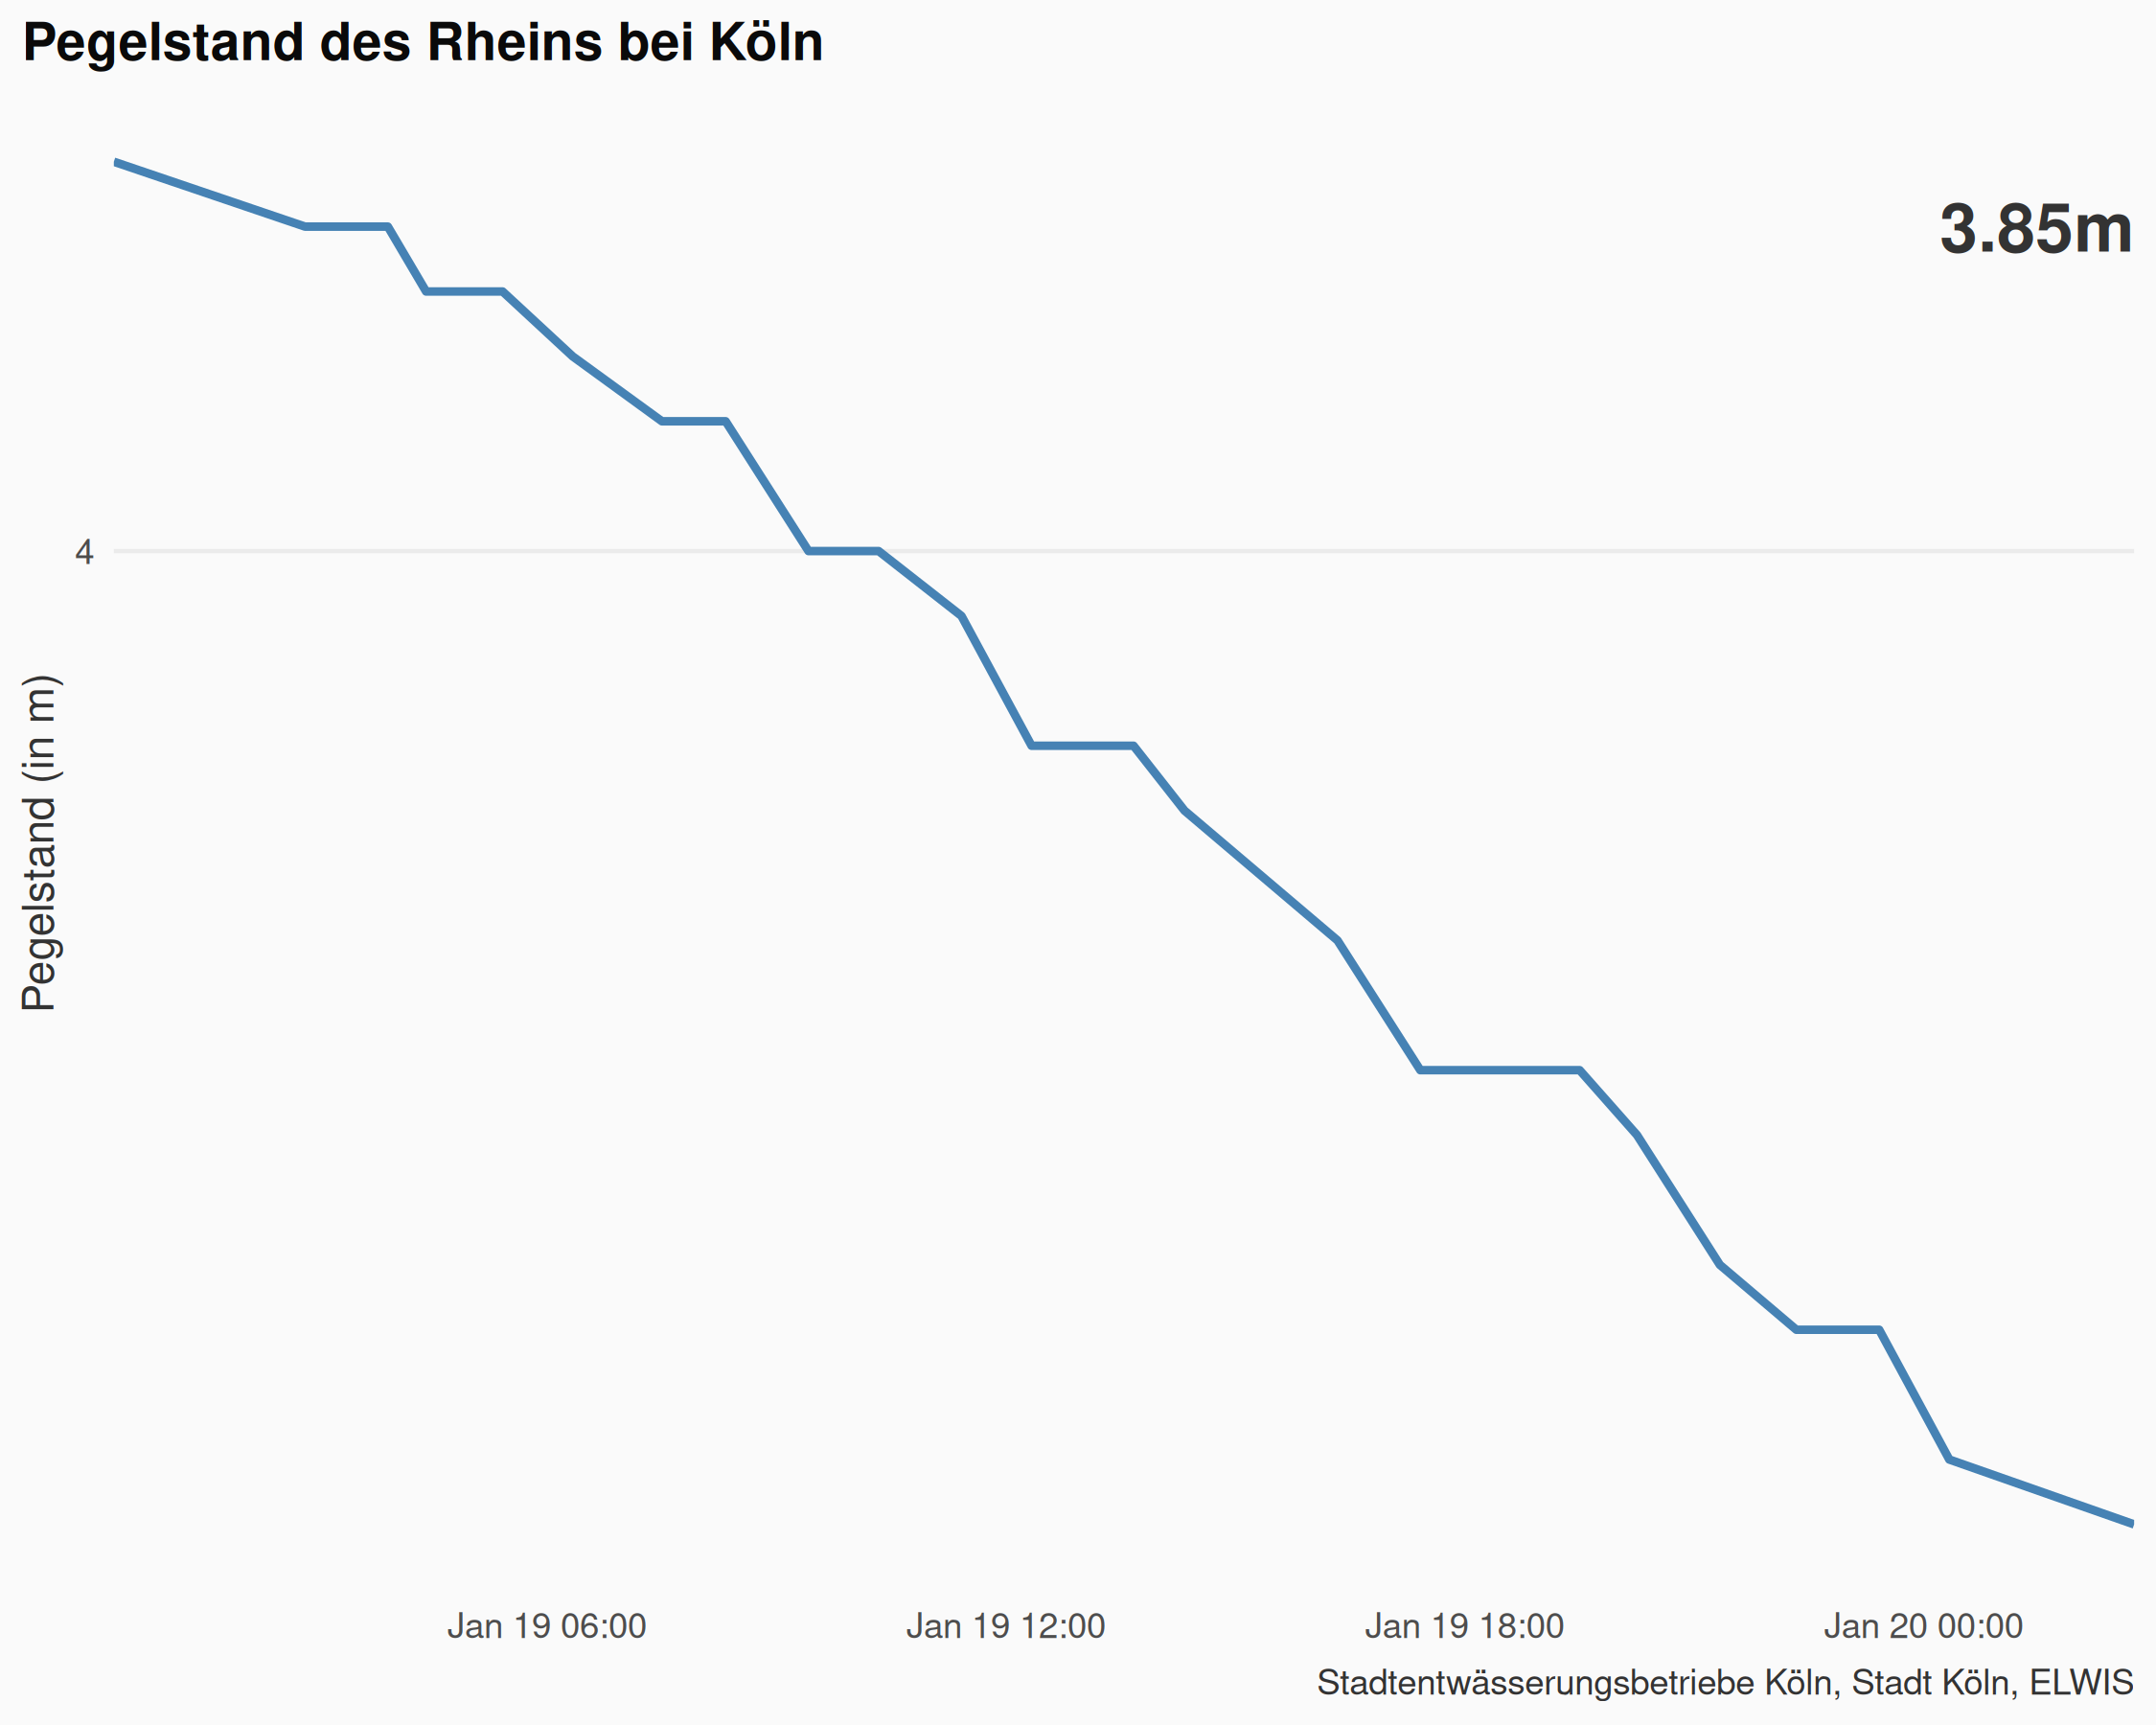 Pegelstand des Rheins bei Köln
3.85m
4
Pegelstand (in m)
Jan 19 06:00
Jan 19 12:00
Jan 19 18:00
Jan 20 00:00
Stadtentwässerungsbetriebe Köln, Stadt Köln, ELWIS